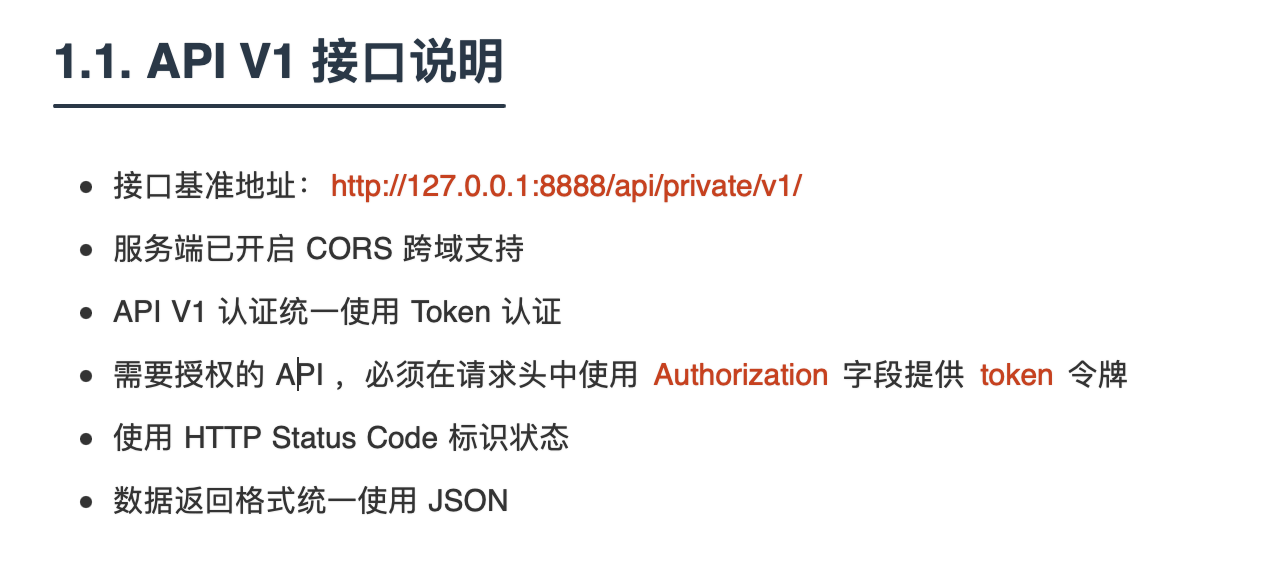 1.1. API V1 接口说明
接口基准地址： http://127.0.0.1:8888/api/private/v1/
服务端已开启 CORS 跨域支持
API V1 认证统一使用 Token 认证
需要授权的 API ，必须在请求头中使用 Authorization 字段提供 token 令牌
使用 HTTP Status Code 标识状态
数据返回格式统一使用 JSON